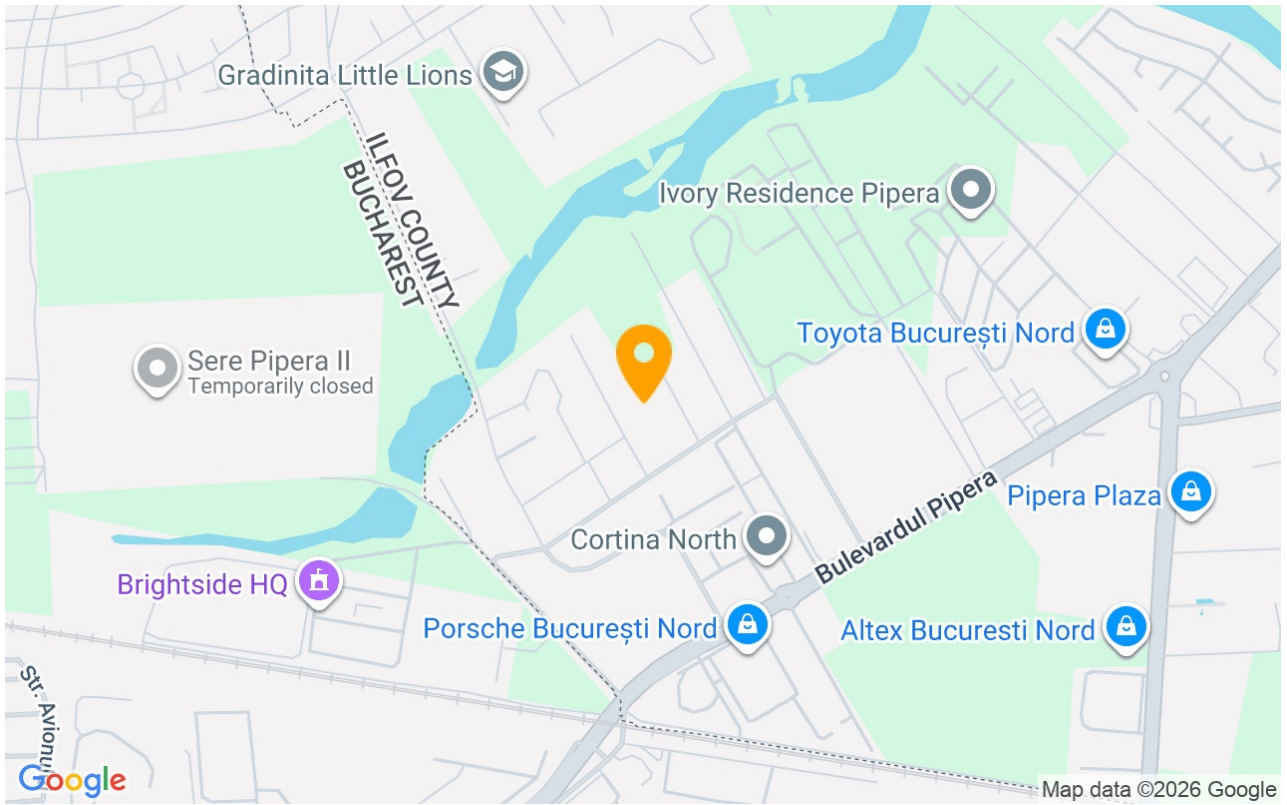 Gradinita Little Lions
ILFOV COUNTY
BUCHAREST
Ivory Residence Pipera
Toyota București Nord
Sere Pipera II
Temporarily closed
Bulevardul Pipera
Pipera Plaza
Cortina North
Brightside HQ
Porsche București Nord
Altex Bucuresti Nord
Str. Avionu
Google
Map data ©2026 Google